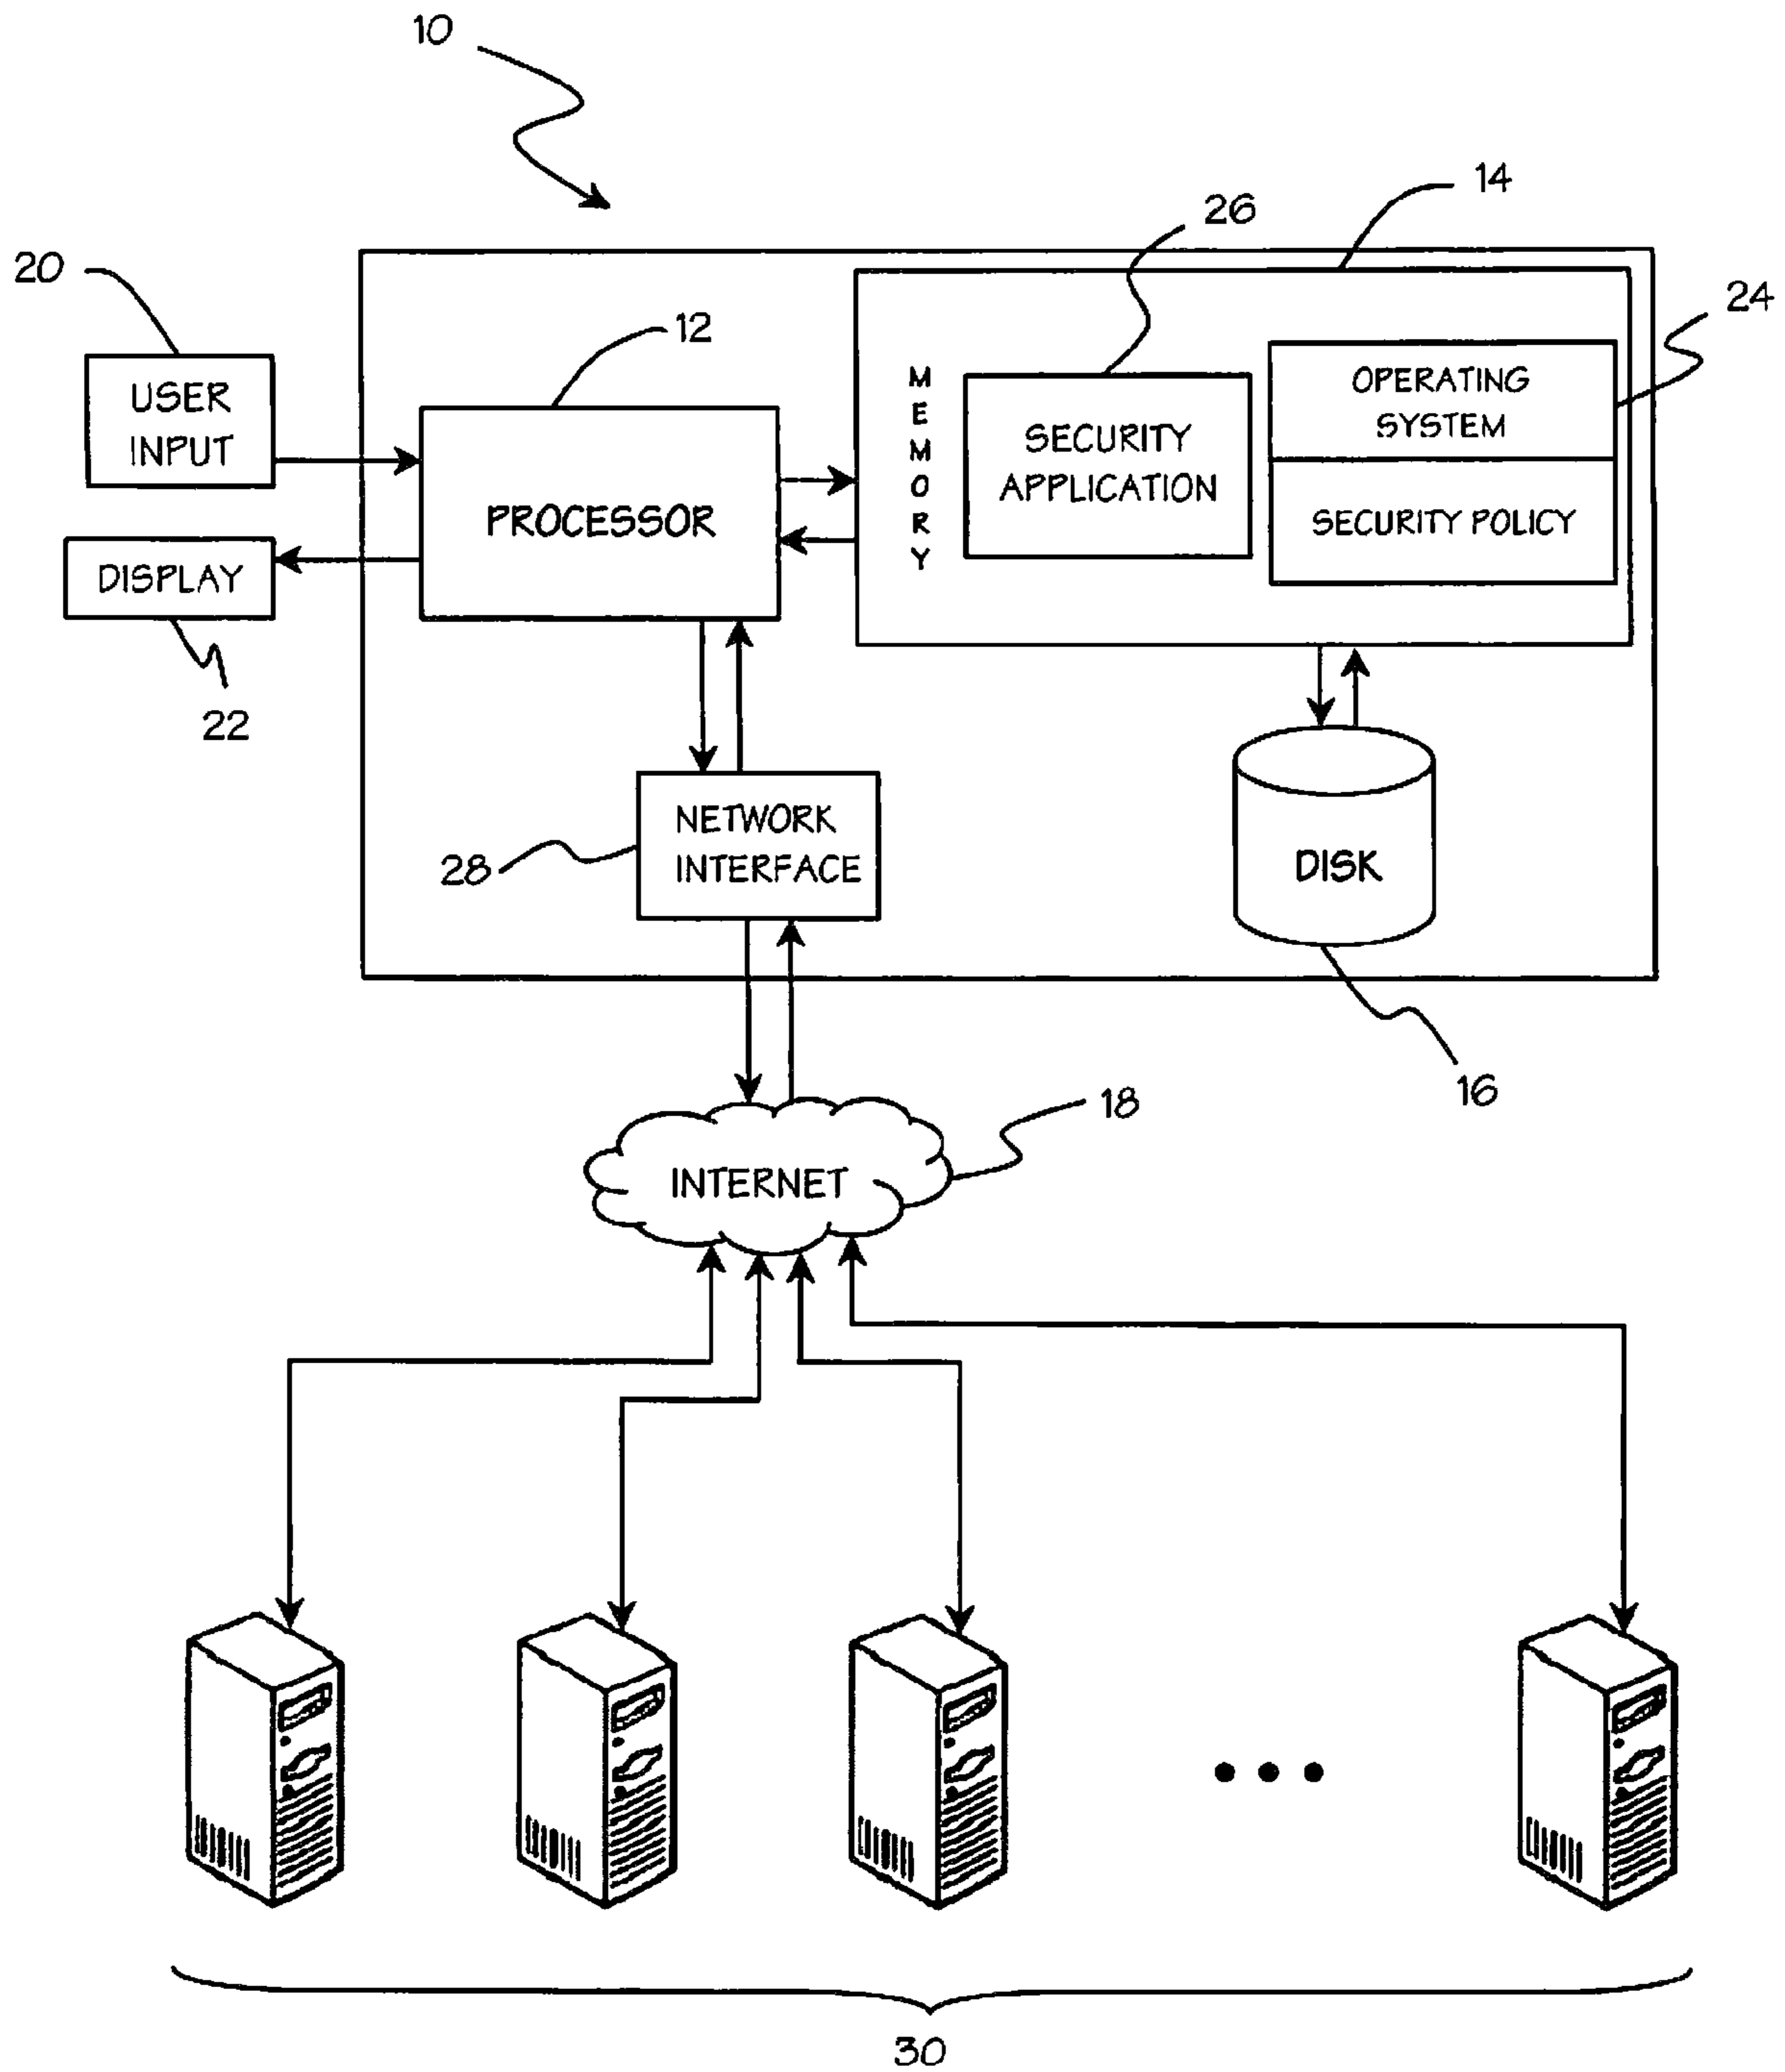 10
14
26
20
24
12
USER
INPUT
MEMORY
OPERATING
SYSTEM
SECURITY
APPLICATION
PROCESSOR
SECURITY POLICY
DISPLAY
22
NETWORK
INTERFACE
28
DISK
16
18
INTERNET
30